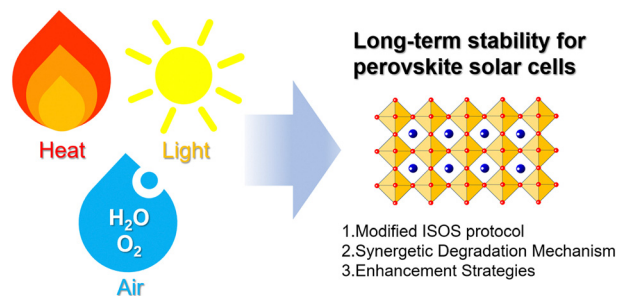 Heat
Light
H₂O
O₂
Air
Long-term stability for
perovskite solar cells
1.Modified ISOS protocol
2.Synergetic Degradation Mechanism
3.Enhancement Strategies